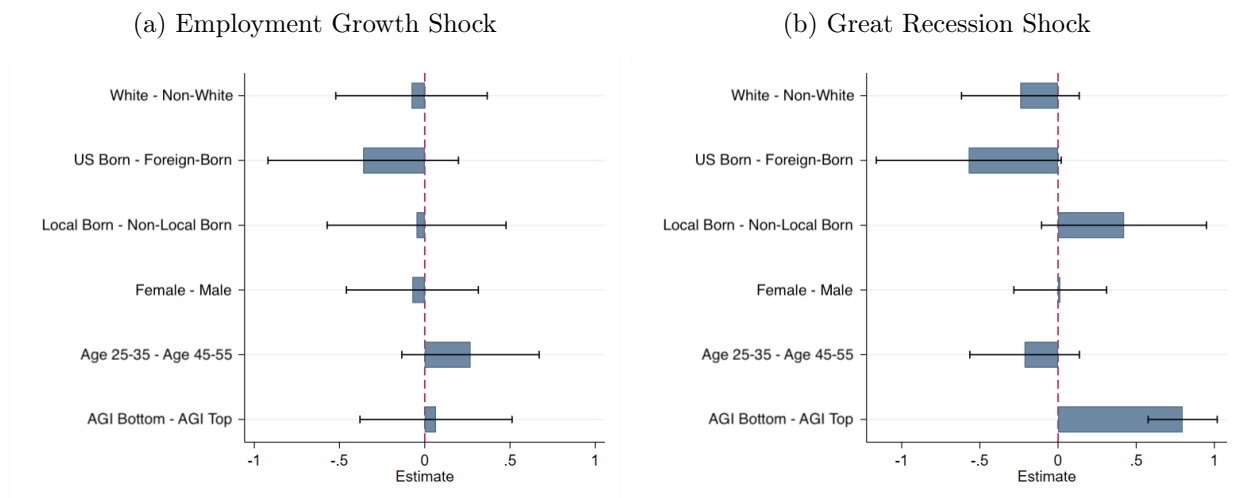 (a) Employment Growth Shock
White - Non-White
US Born - Foreign-Born
Local Born - Non-Local Born
Female - Male
Age 25-35 - Age 45-55
AGI Bottom - AGI Top
-1 -.5 0 .5 1
Estimate
(b) Great Recession Shock
White - Non-White
US Born - Foreign-Born
Local Born - Non-Local Born
Female - Male
Age 25-35 - Age 45-55
AGI Bottom - AGI Top
-1 -.5 0 .5 1
Estimate